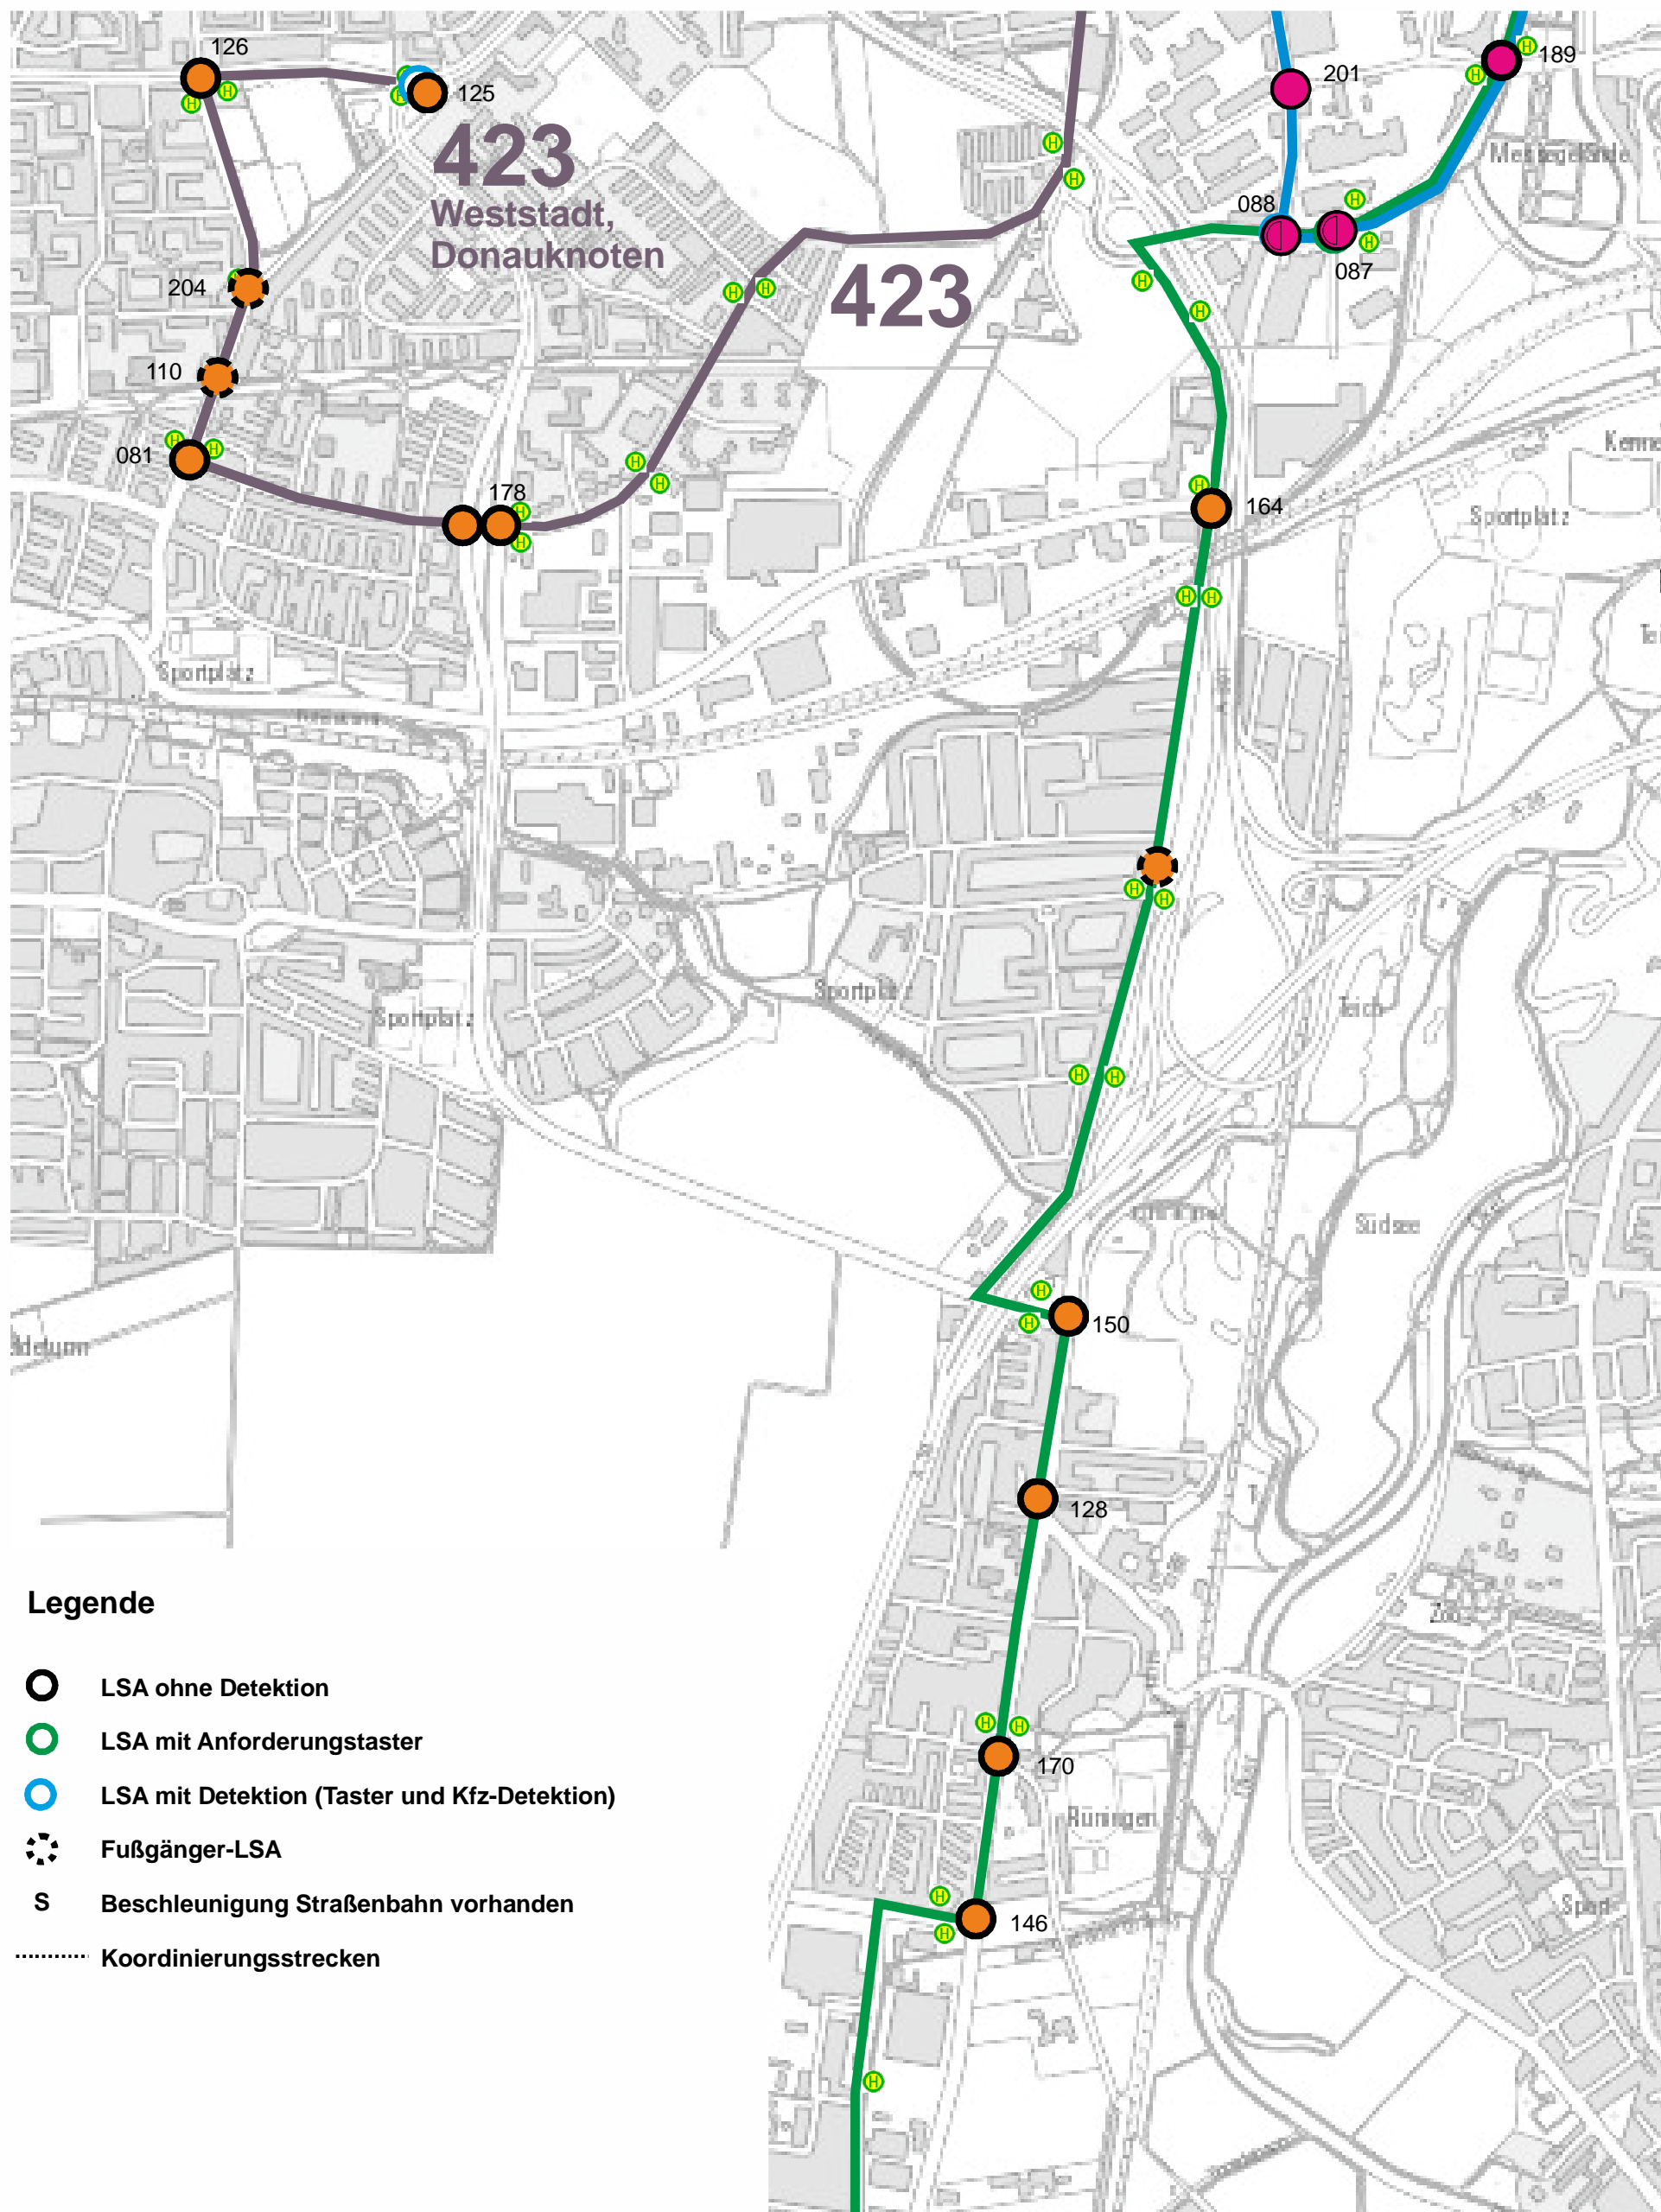 126
125
189
201
423
Weststadt,
Donauknoten
Messegelände
088
087
204
423
110
081
178
164
Sportplatz
Sportplatz
Sportplatz
Sportplatz
Teich
Südsee
150
128
Zoo
170
Rüningen
146
Legende
LSA ohne Detektion
LSA mit Anforderungstaster
LSA mit Detektion (Taster und Kfz-Detektion)
Fußgänger-LSA
S Beschleunigung Straßenbahn vorhanden
Koordinierungsstrecken